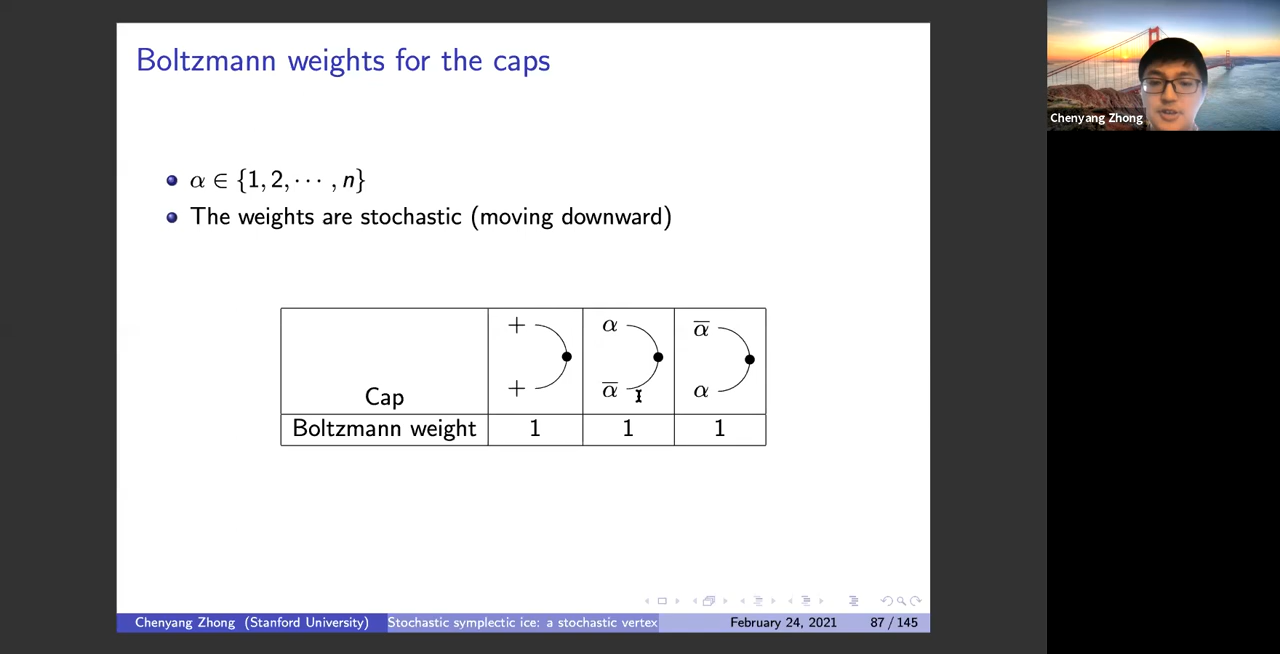 Boltzmann weights for the caps
α ∈ {1, 2, ⋯ , n}
The weights are stochastic (moving downward)
+ α α̅
+ α̅ α
Cap
Boltzmann weight 1 1 1
Chenyang Zhong (Stanford University) Stochastic symplectic ice: a stochastic vertex February 24, 2021 87 / 145
Chenyang Zhong